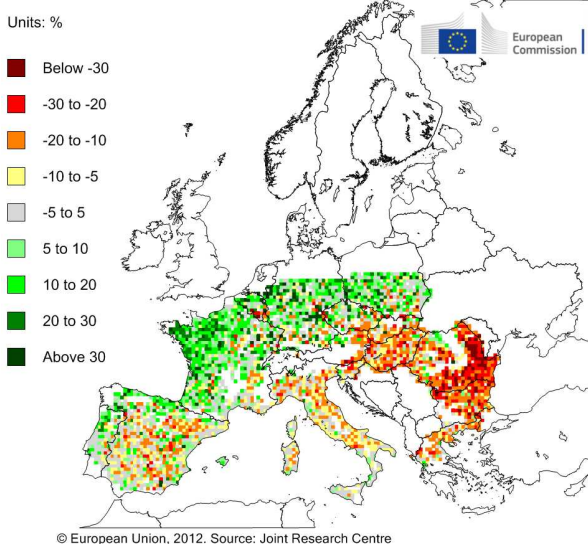 Units: %
European
Commission
Below -30
-30 to -20
-20 to -10
-10 to -5
-5 to 5
5 to 10
10 to 20
20 to 30
Above 30
© European Union, 2012. Source: Joint Research Centre